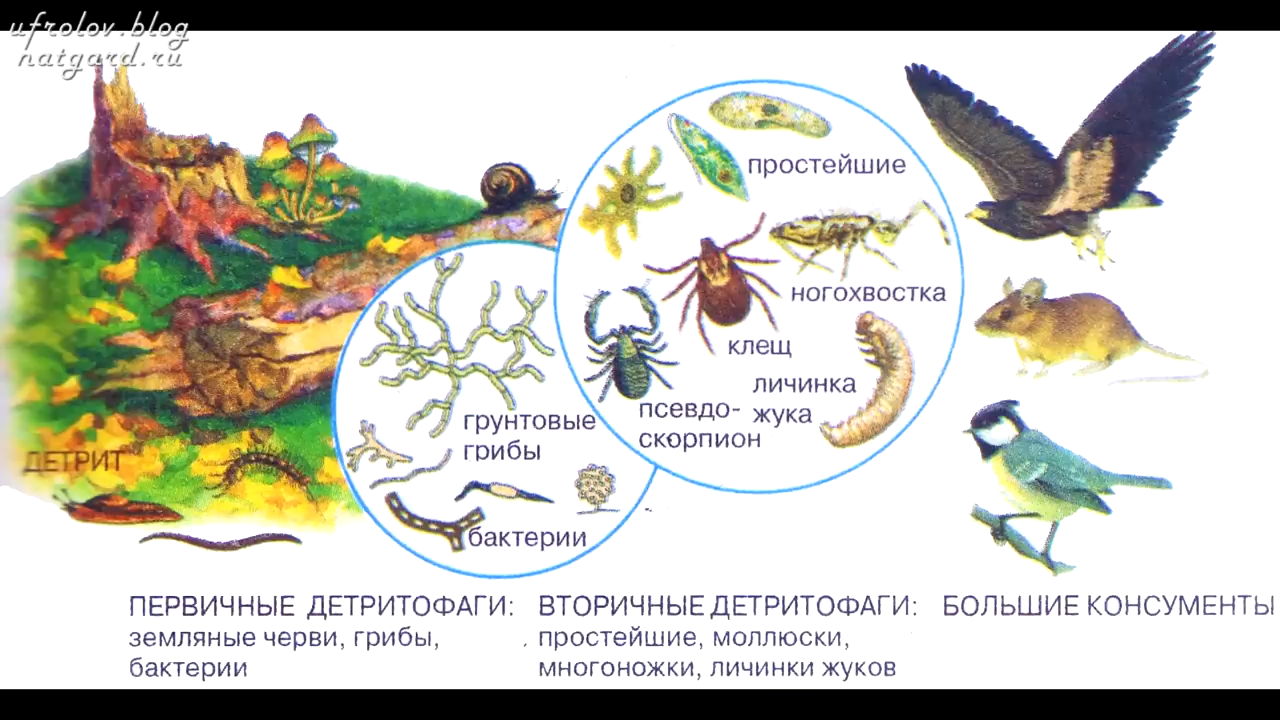 ufrolov.blog
natgard.ru
простейшие
ногохвостка
клещ
личинка
жука
псевдо-
скорпион
грунтовые
грибы
ДЕТРИТ
бактерии
ПЕРВИЧНЫЕ ДЕТРИТОФАГИ:
земляные черви, грибы,
бактерии
ВТОРИЧНЫЕ ДЕТРИТОФАГИ:
простейшие, моллюски,
многоножки, личинки жуков
БОЛЬШИЕ КОНСУМЕНТЫ